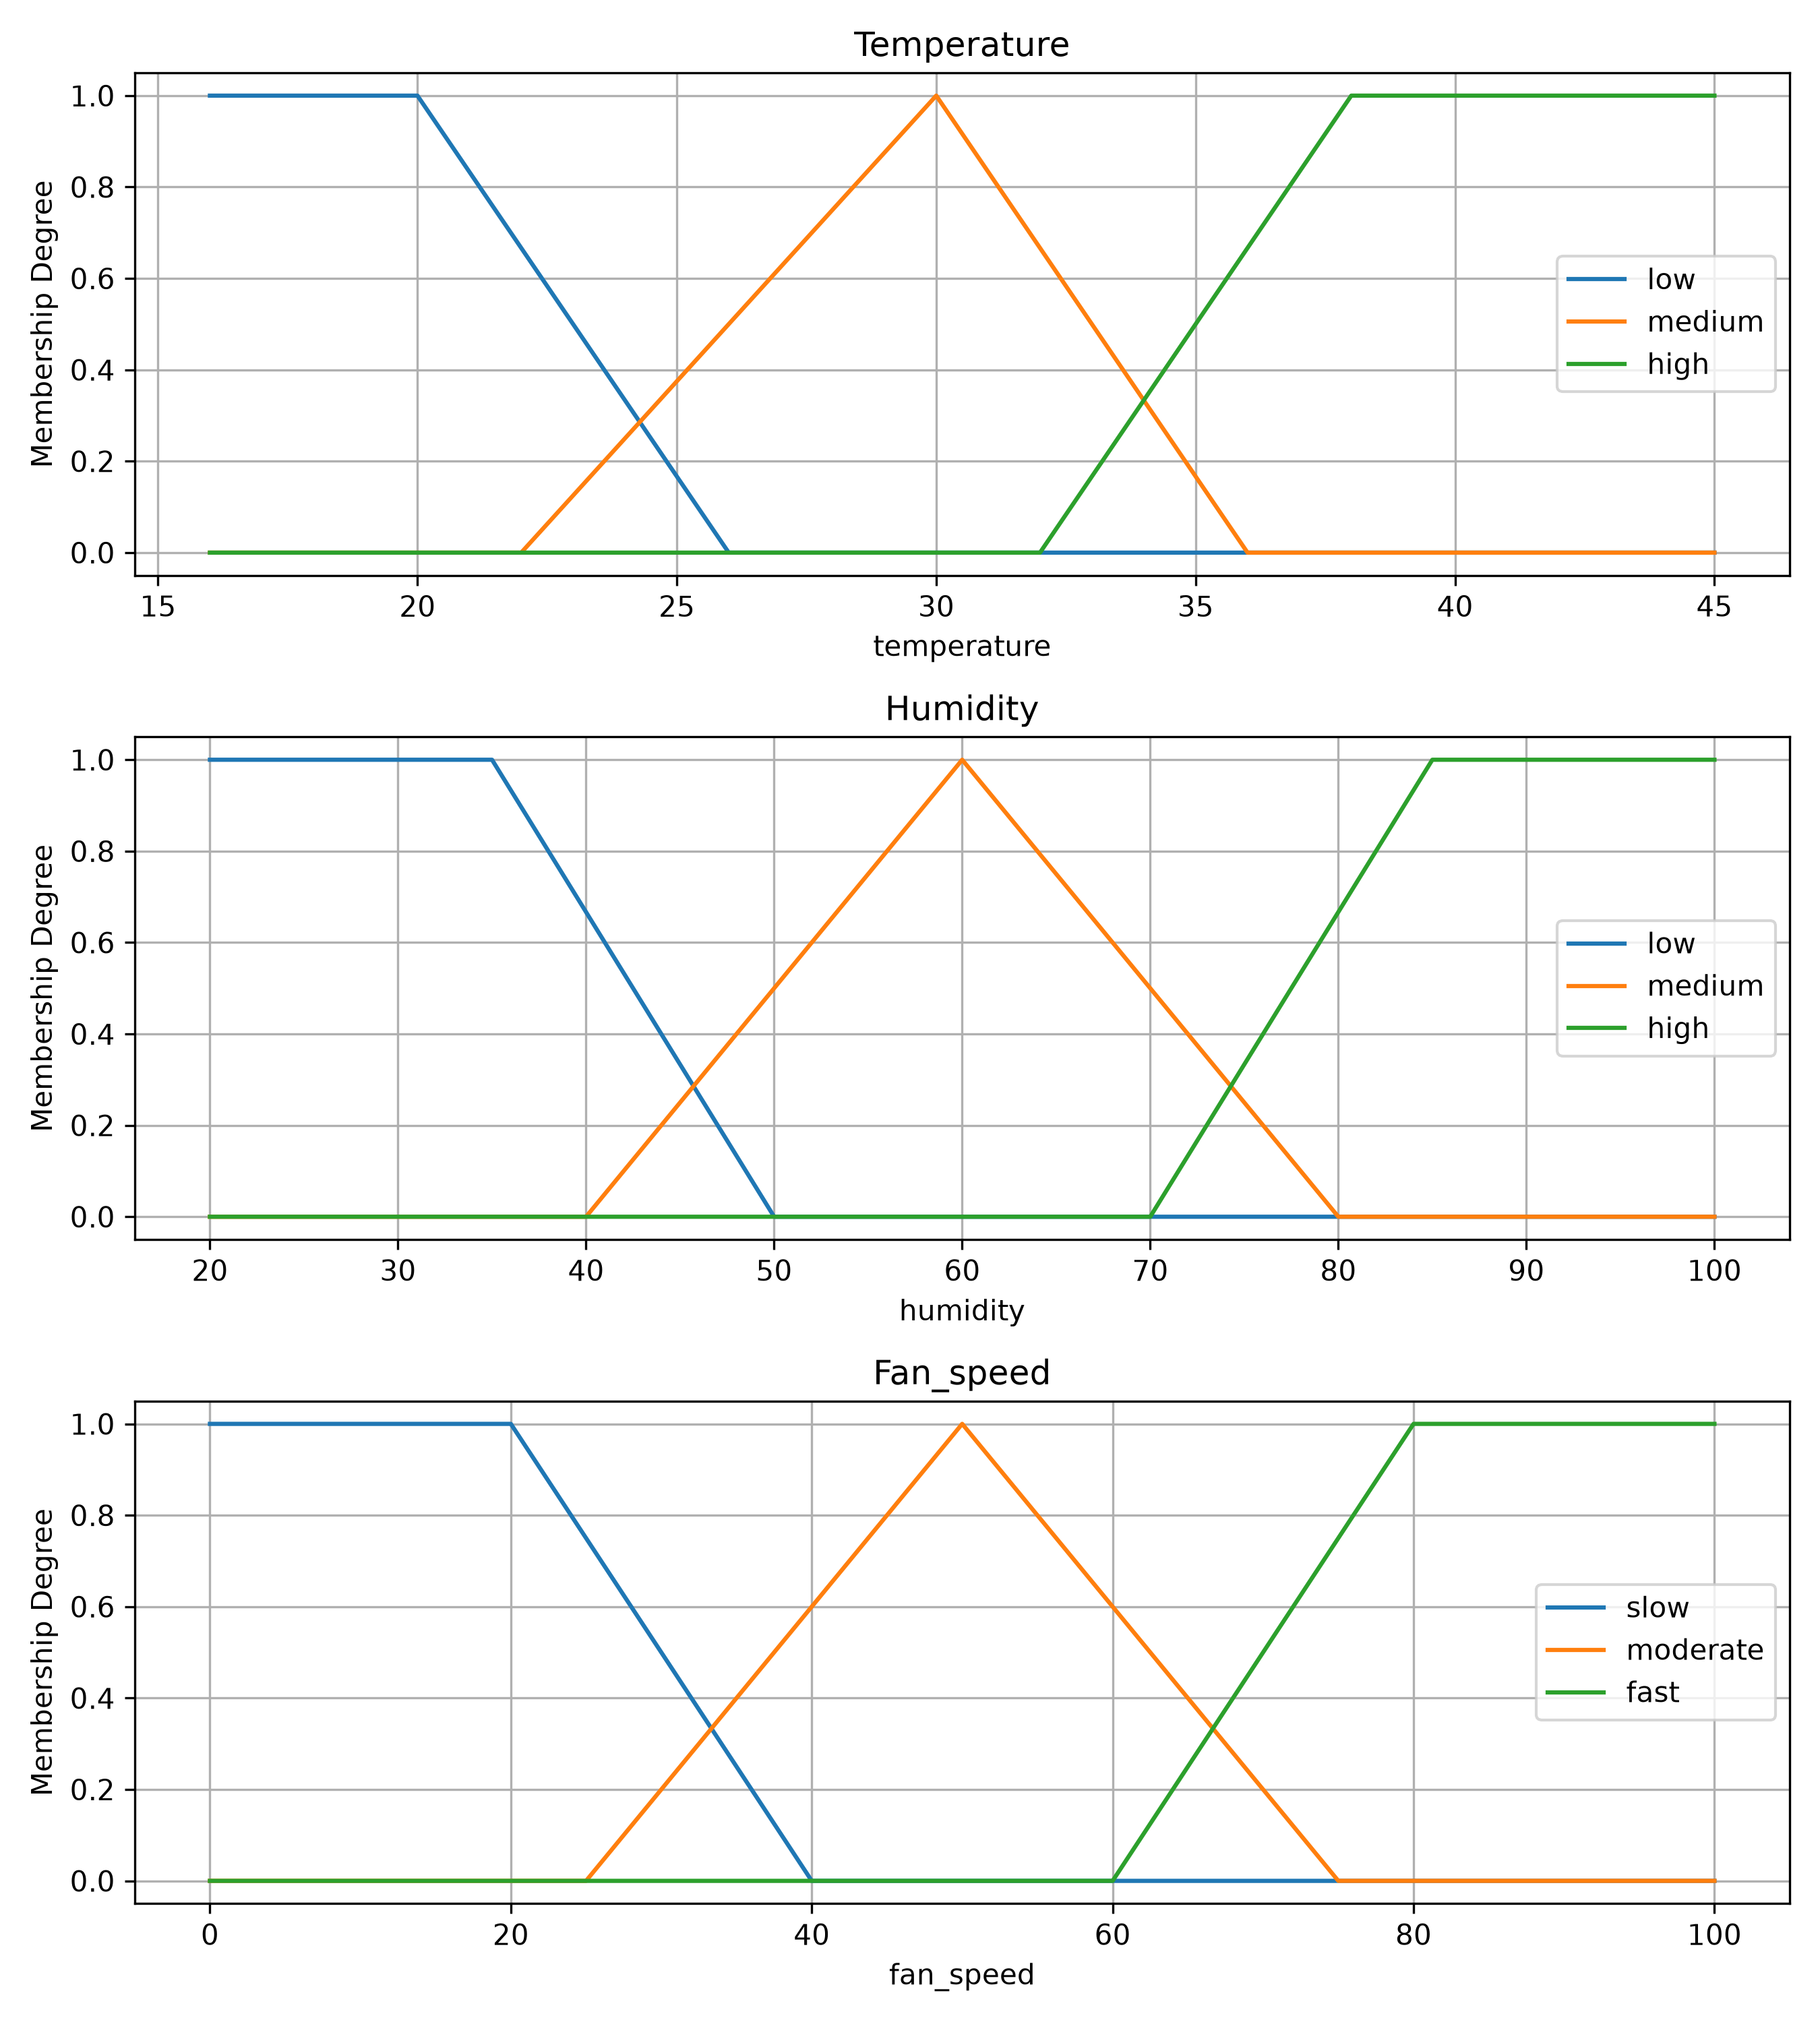 Temperature
1.0
0.8
0.6
0.4
0.2
0.0
Membership Degree
low
medium
high
15 20 25 30 35 40 45
temperature
Humidity
1.0
0.8
0.6
0.4
0.2
0.0
Membership Degree
low
medium
high
20 30 40 50 60 70 80 90 100
humidity
Fan_speed
1.0
0.8
0.6
0.4
0.2
0.0
Membership Degree
slow
moderate
fast
0 20 40 60 80 100
fan_speed